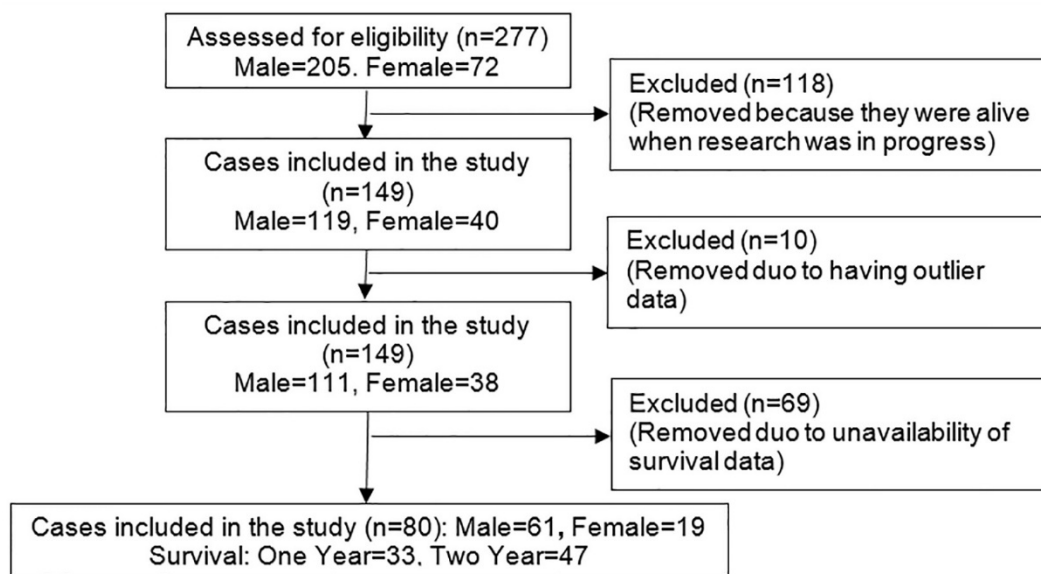 Assessed for eligibility (n=277)
Male=205. Female=72
Excluded (n=118)
(Removed because they were alive
when research was in progress)
Cases included in the study
(n=149)
Male=119, Female=40
Excluded (n=10)
(Removed duo to having outlier
data)
Cases included in the study
(n=149)
Male=111, Female=38
Excluded (n=69)
(Removed duo to unavailability of
survival data)
Cases included in the study (n=80): Male=61, Female=19
Survival: One Year=33, Two Year=47